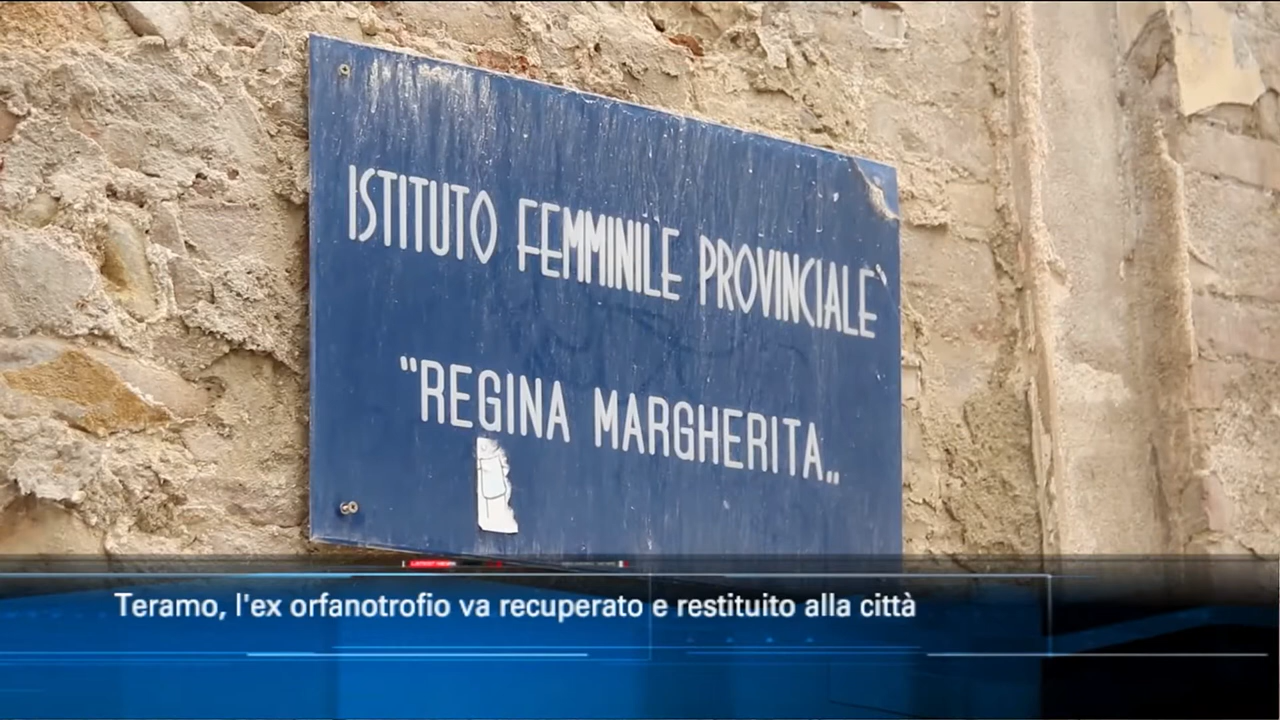 ISTITUTO FEMMINILE PROVINCIALE
"REGINA MARGHERITA„
Teramo, l'ex orfanotrofio va recuperato e restituito alla città